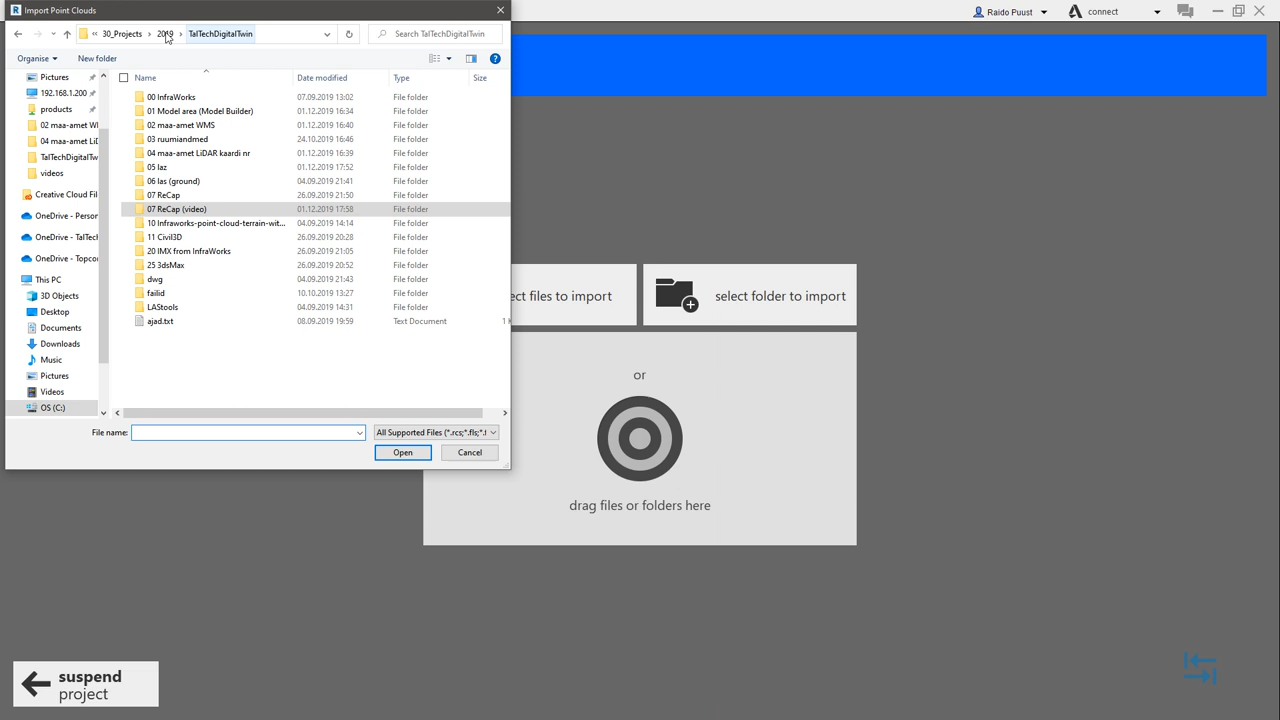 Import Point Clouds
Raido Puust
connect
« 30_Projects › 2019 › TalTechDigitalTwin
Search TalTechDigitalTwin
Organise
New folder
Name
Date modified
Type
Size
Pictures
192.168.1.200
products
02 maa-amet W
04 maa-amet Li
TalTechDigitalTw
videos
Creative Cloud Fil
OneDrive - Person
OneDrive - TalTec
OneDrive - Topco
This PC
3D Objects
Desktop
Documents
Downloads
Music
Pictures
Videos
OS (C:)
00 InfraWorks 07.09.2019 13:02 File folder
01 Model area (Model Builder) 01.12.2019 16:34 File folder
02 maa-amet WMS 01.12.2019 16:40 File folder
03 ruumiandmed 24.10.2019 16:46 File folder
04 maa-amet LiDAR kaardi nr 01.12.2019 16:39 File folder
05 laz 01.12.2019 17:52 File folder
06 las (ground) 04.09.2019 21:41 File folder
07 ReCap 26.09.2019 21:50 File folder
07 ReCap (video) 01.12.2019 17:58 File folder
10 Infraworks-point-cloud-terrain-wit... 04.09.2019 14:14 File folder
11 Civil3D 26.09.2019 20:28 File folder
20 IMX from InfraWorks 26.09.2019 21:05 File folder
25 3dsMax 26.09.2019 20:52 File folder
dwg 04.09.2019 21:43 File folder
failid 10.10.2019 13:27 File folder
LAStools 04.09.2019 14:31 File folder
ajad.txt 08.09.2019 19:59 Text Document 1
File name:
All Supported Files (*.rcs;*.fls;*.f
Open
Cancel
ect files to import
select folder to import
or
drag files or folders here
suspend
project